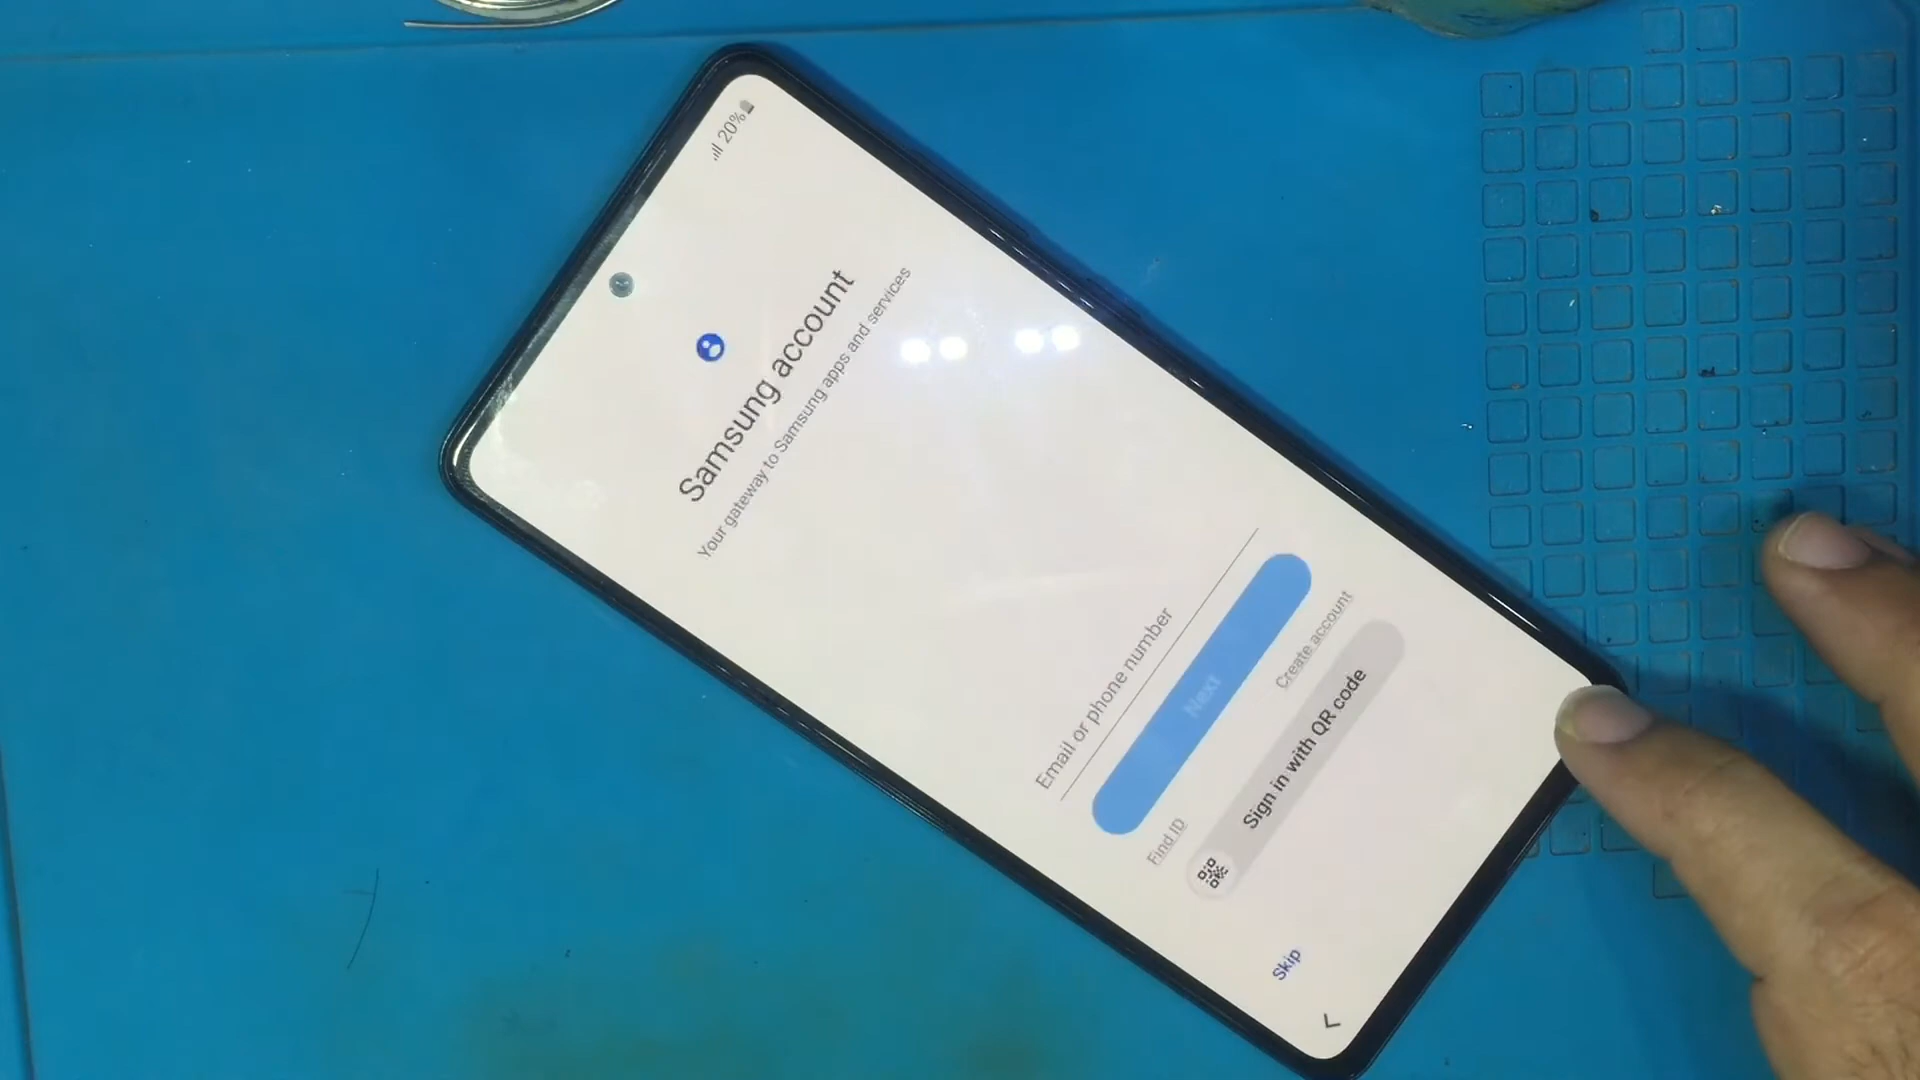 20%
Samsung account
Your gateway to Samsung apps and services
Email or phone number
Next
Find ID
Create account
Sign in with QR code
Skip